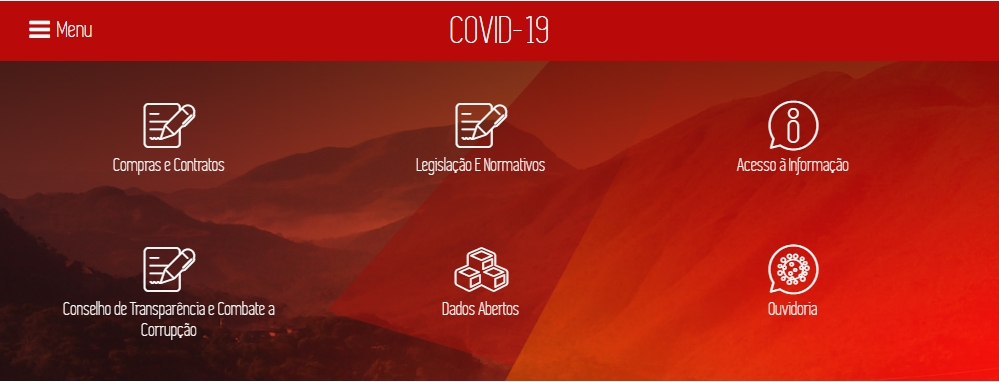 Menu
COVID-19
Compras e Contratos
Legislação E Normativos
Acesso à Informação
Conselho de Transparência e Combate a
Corrupção
Dados Abertos
Ouvidoria